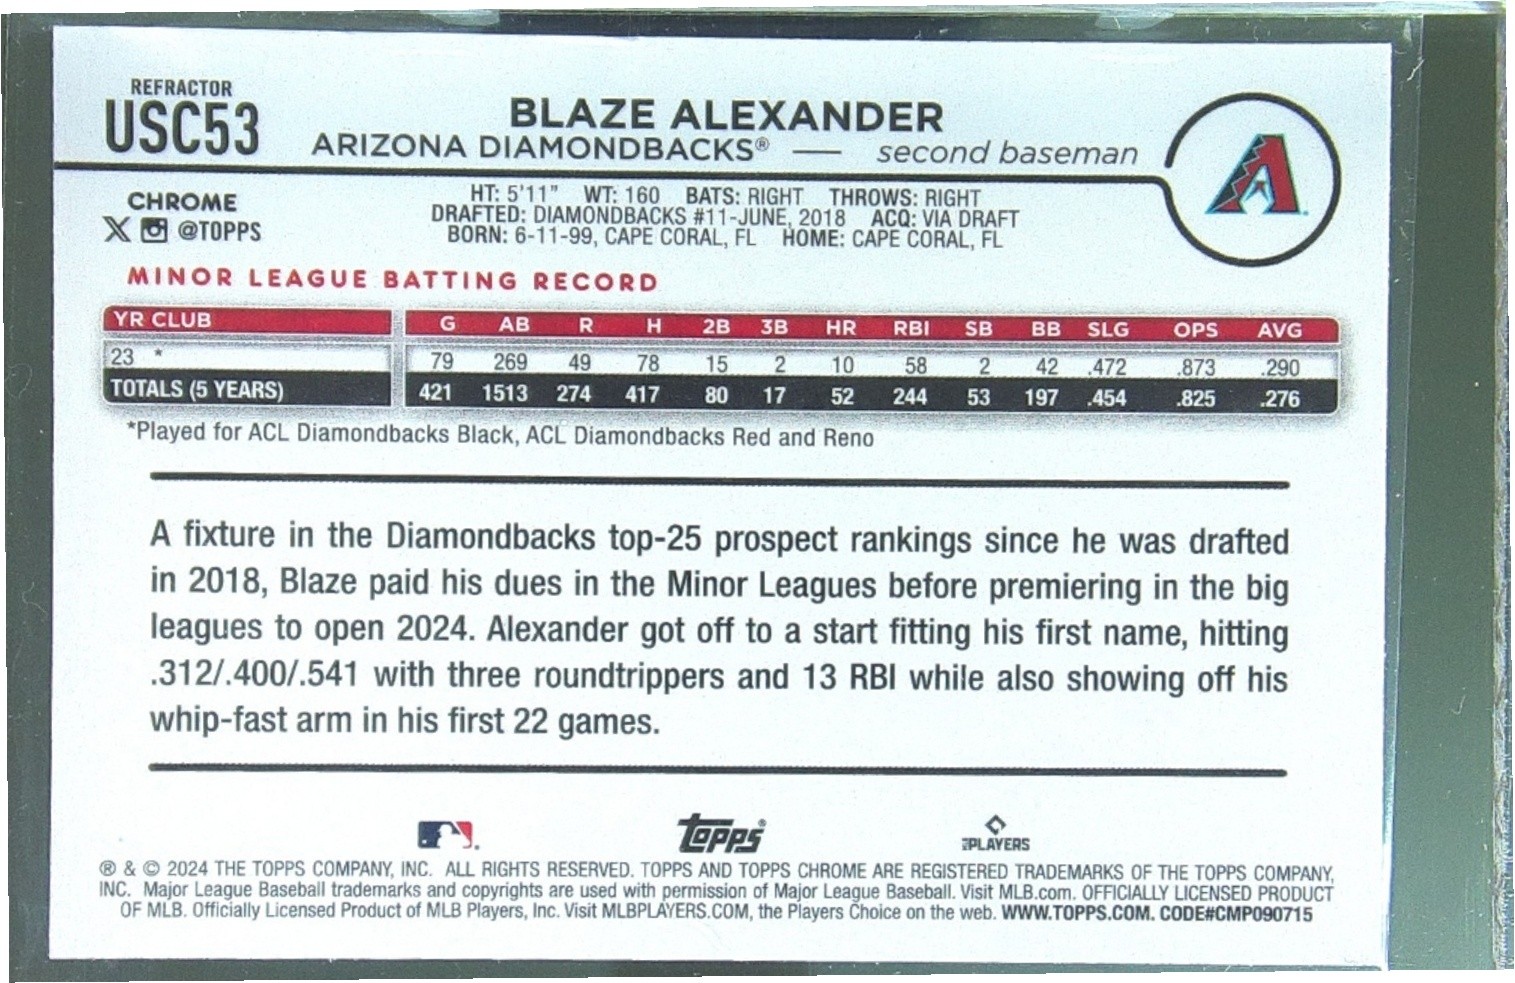 REFRACTOR
USC53
BLAZE ALEXANDER
ARIZONA DIAMONDBACKS® — second baseman
CHROME
@TOPPS
HT: 5'11" WT: 160 BATS: RIGHT THROWS: RIGHT
DRAFTED: DIAMONDBACKS #11-JUNE, 2018 ACQ: VIA DRAFT
BORN: 6-11-99, CAPE CORAL, FL HOME: CAPE CORAL, FL
MINOR LEAGUE BATTING RECORD
YR CLUB G AB R H 2B 3B HR RBI SB BB SLG OPS AVG
23 * 79 269 49 78 15 2 10 58 2 42 .472 .873 .290
TOTALS (5 YEARS) 421 1513 274 417 80 17 52 244 53 197 .454 .825 .276
*Played for ACL Diamondbacks Black, ACL Diamondbacks Red and Reno
A fixture in the Diamondbacks top-25 prospect rankings since he was drafted
in 2018, Blaze paid his dues in the Minor Leagues before premiering in the big
leagues to open 2024. Alexander got off to a start fitting his first name, hitting
.312/.400/.541 with three roundtrippers and 13 RBI while also showing off his
whip-fast arm in his first 22 games.
Topps®
PLAYERS
® & © 2024 THE TOPPS COMPANY, INC. ALL RIGHTS RESERVED. TOPPS AND TOPPS CHROME ARE REGISTERED TRADEMARKS OF THE TOPPS COMPANY,
INC. Major League Baseball trademarks and copyrights are used with permission of Major League Baseball. Visit MLB.com. OFFICIALLY LICENSED PRODUCT
OF MLB. Officially Licensed Product of MLB Players, Inc. Visit MLBPLAYERS.COM, the Players Choice on the web. WWW.TOPPS.COM. CODE#CMP090715